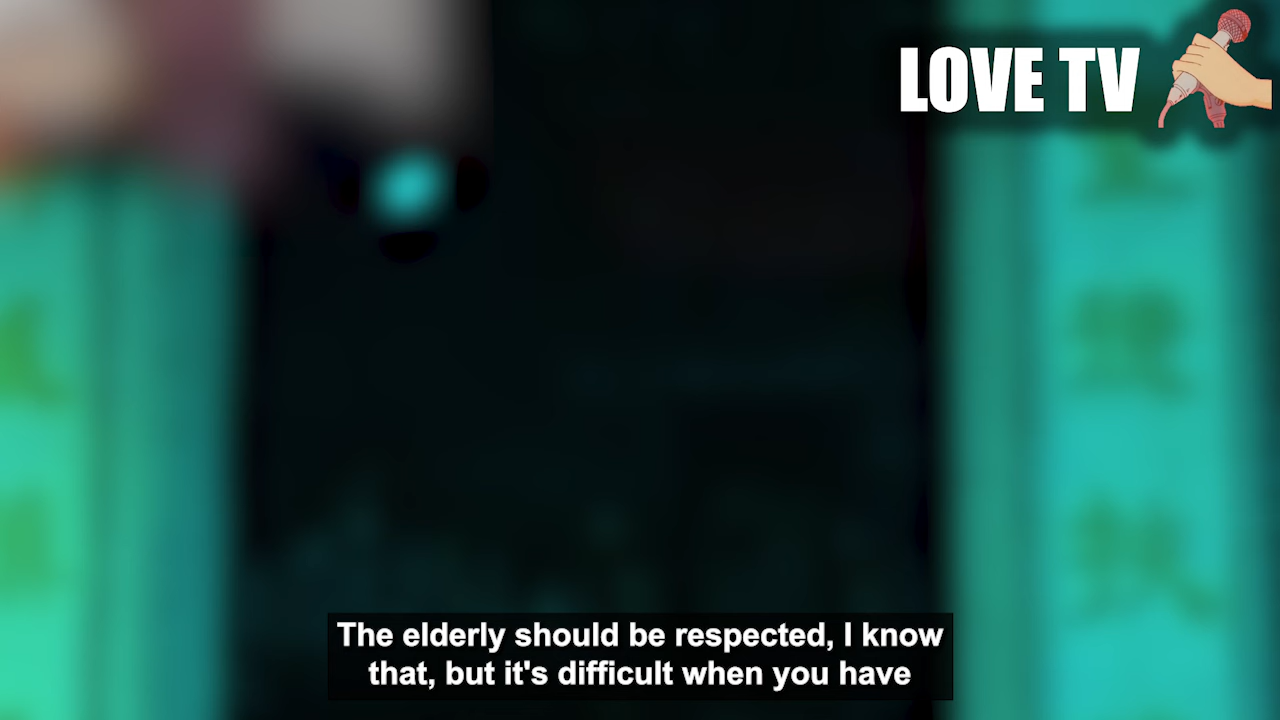 LOVE TV
The elderly should be respected, I know
that, but it's difficult when you have